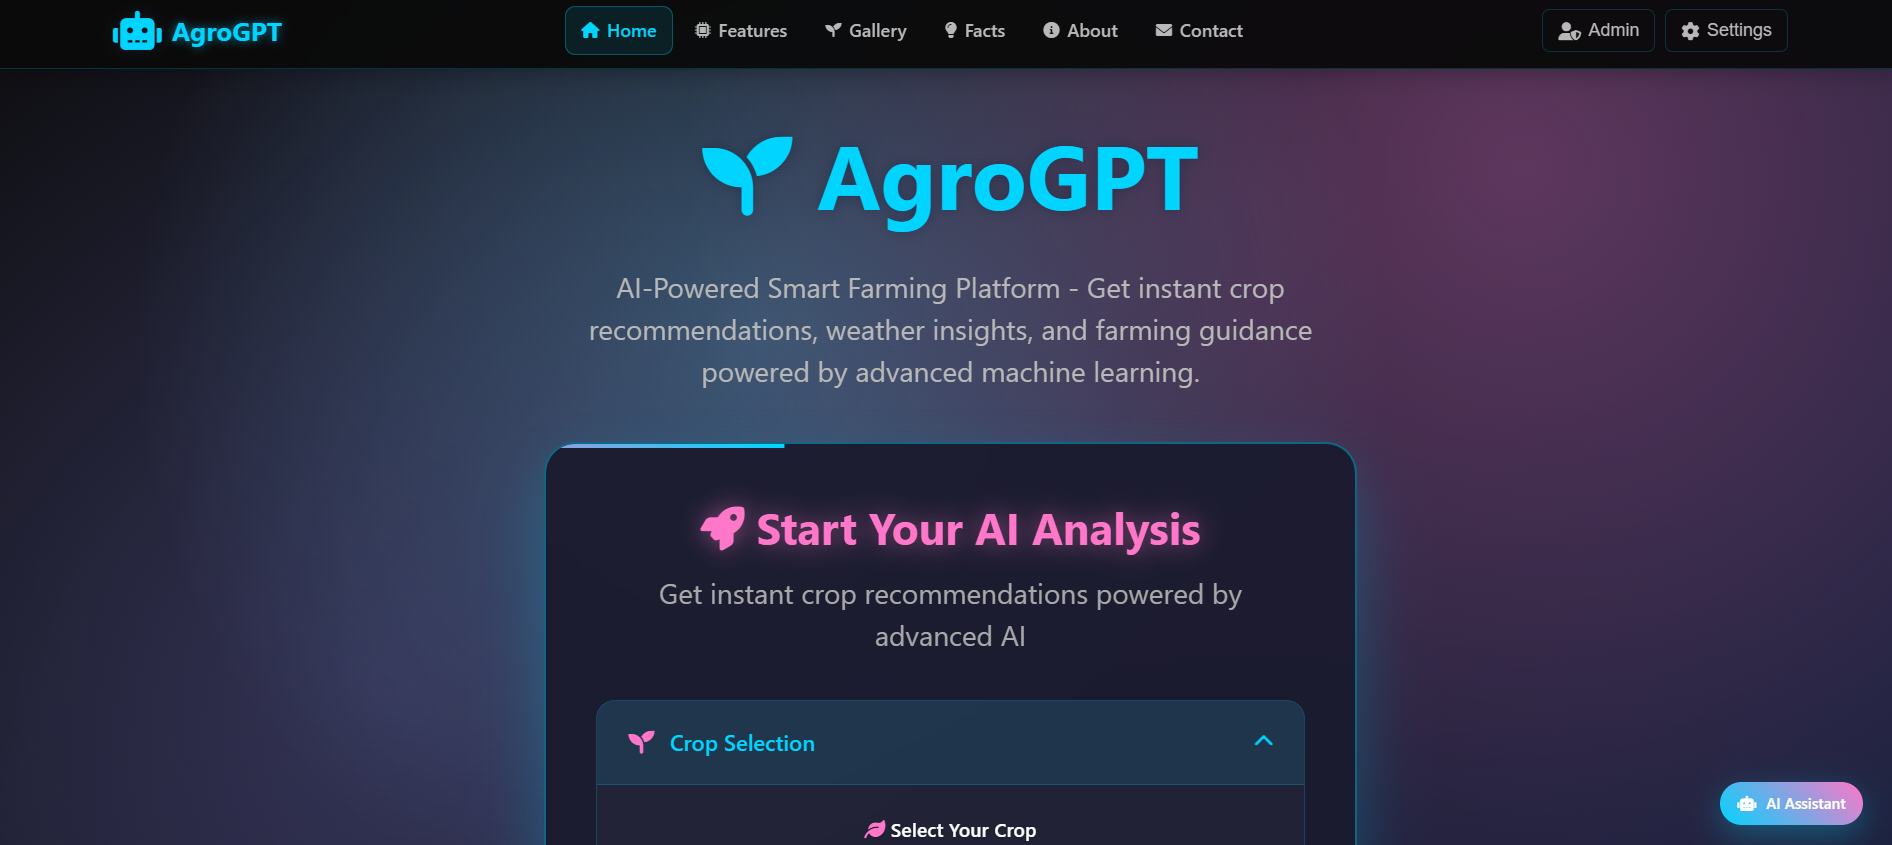 AgroGPT
Home
Features
Gallery
Facts
About
Contact
Admin
Settings
AgroGPT
AI-Powered Smart Farming Platform - Get instant crop
recommendations, weather insights, and farming guidance
powered by advanced machine learning.
Start Your AI Analysis
Get instant crop recommendations powered by
advanced AI
Crop Selection
Select Your Crop
AI Assistant